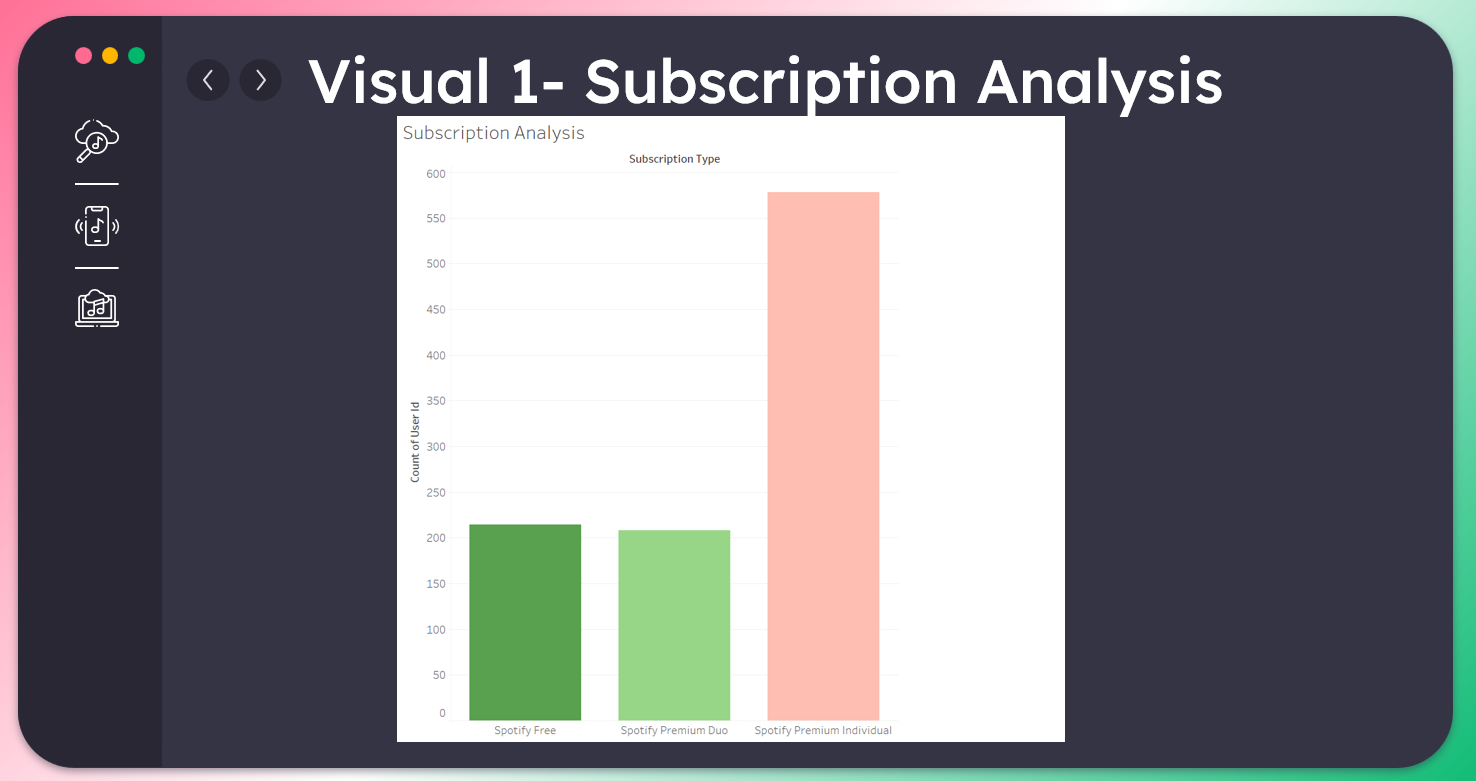 Visual 1- Subscription Analysis
Subscription Analysis
Subscription Type
600
550
500
450
400
350
300
250
200
150
100
50
0
Count of User Id
Spotify Free
Spotify Premium Duo
Spotify Premium Individual